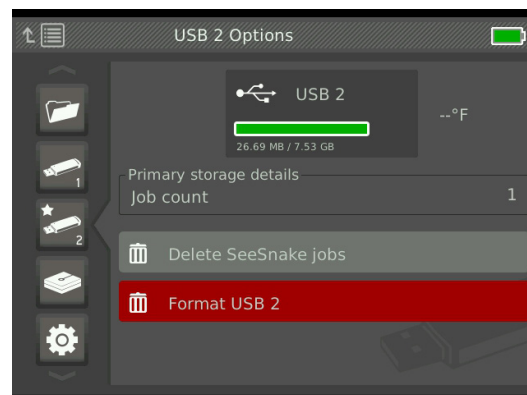 USB 2 Options
USB 2
26.69 MB / 7.53 GB
--°F
1
2
Primary storage details
Job count 1
Delete SeeSnake jobs
Format USB 2